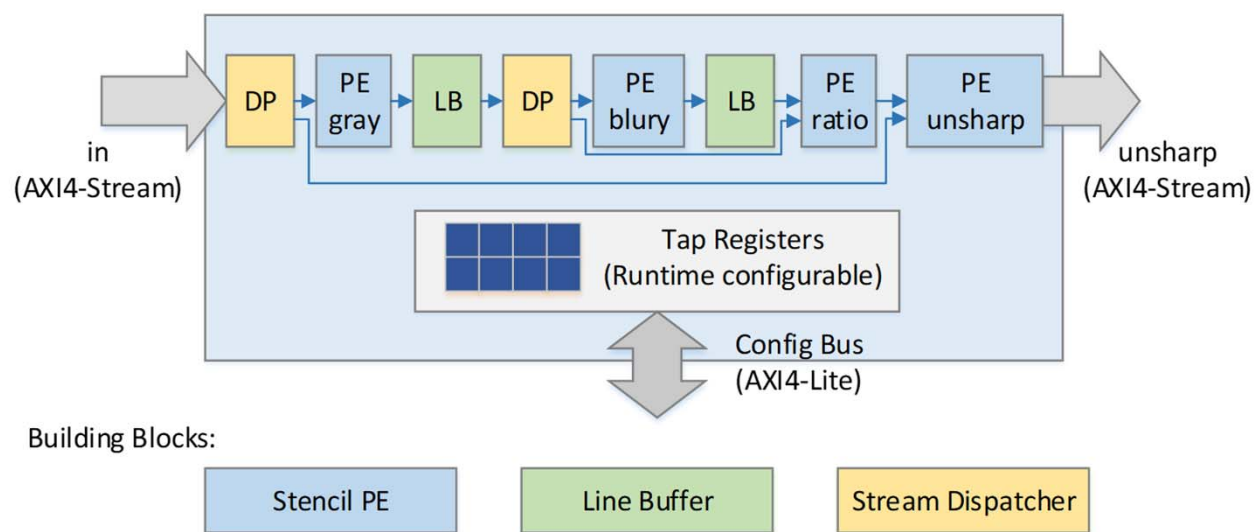 in
(AXI4-Stream)
DP
PE
gray
LB
DP
PE
blury
LB
PE
ratio
PE
unsharp
unsharp
(AXI4-Stream)
Tap Registers
(Runtime configurable)
Config Bus
(AXI4-Lite)
Building Blocks:
Stencil PE
Line Buffer
Stream Dispatcher